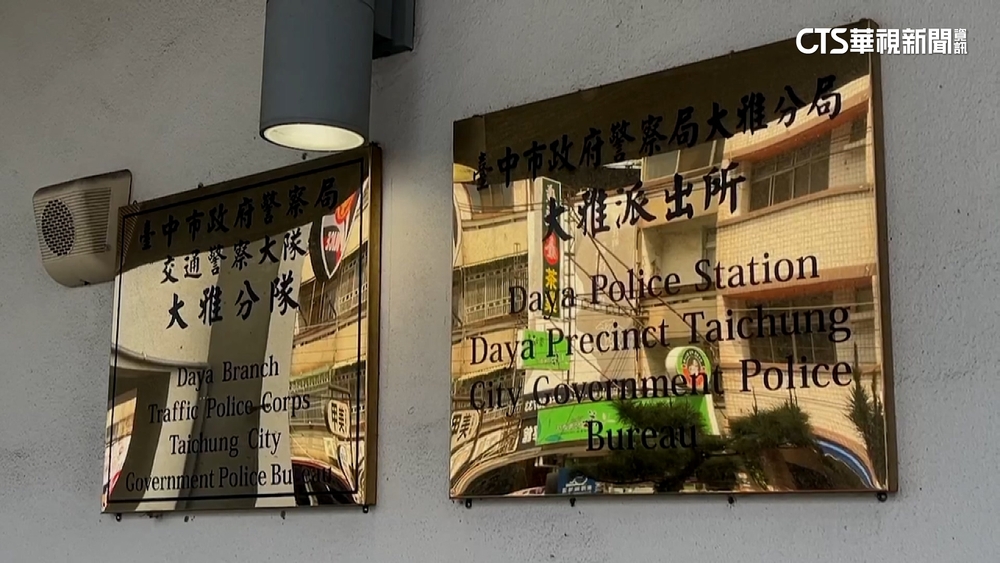 CTS華視新聞資訊
臺中市政府警察局
交通警察大隊
大雅分隊
Daya Branch
Traffic Police Corps
Taichung City
Government Police Bureau
臺中市政府警察局大雅分局
大雅派出所
Daya Police Station
Daya Precinct Taichung
City Government Police
Bureau